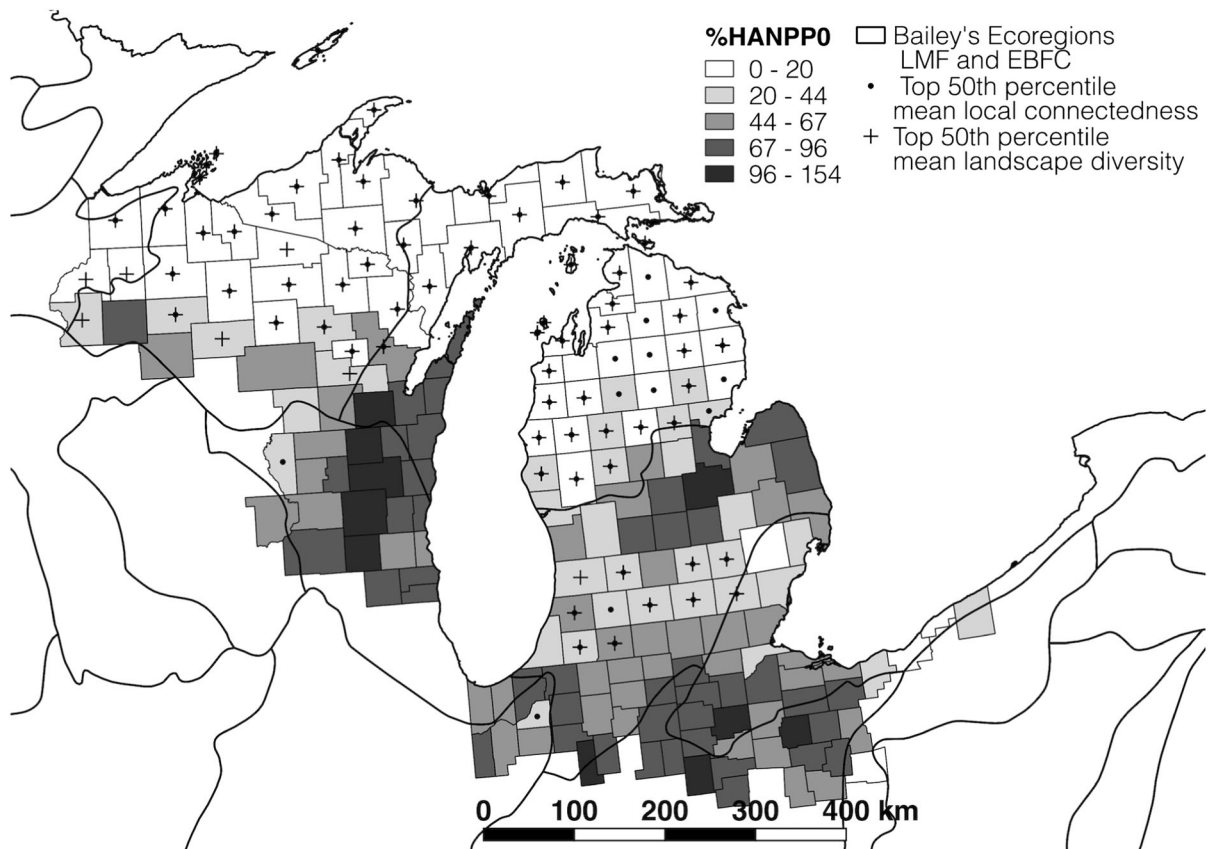 %HANPP0
0 - 20
20 - 44
44 - 67
67 - 96
96 - 154
Bailey's Ecoregions
LMF and EBFC
Top 50th percentile
mean local connectedness
Top 50th percentile
mean landscape diversity
0 100 200 300 400 km